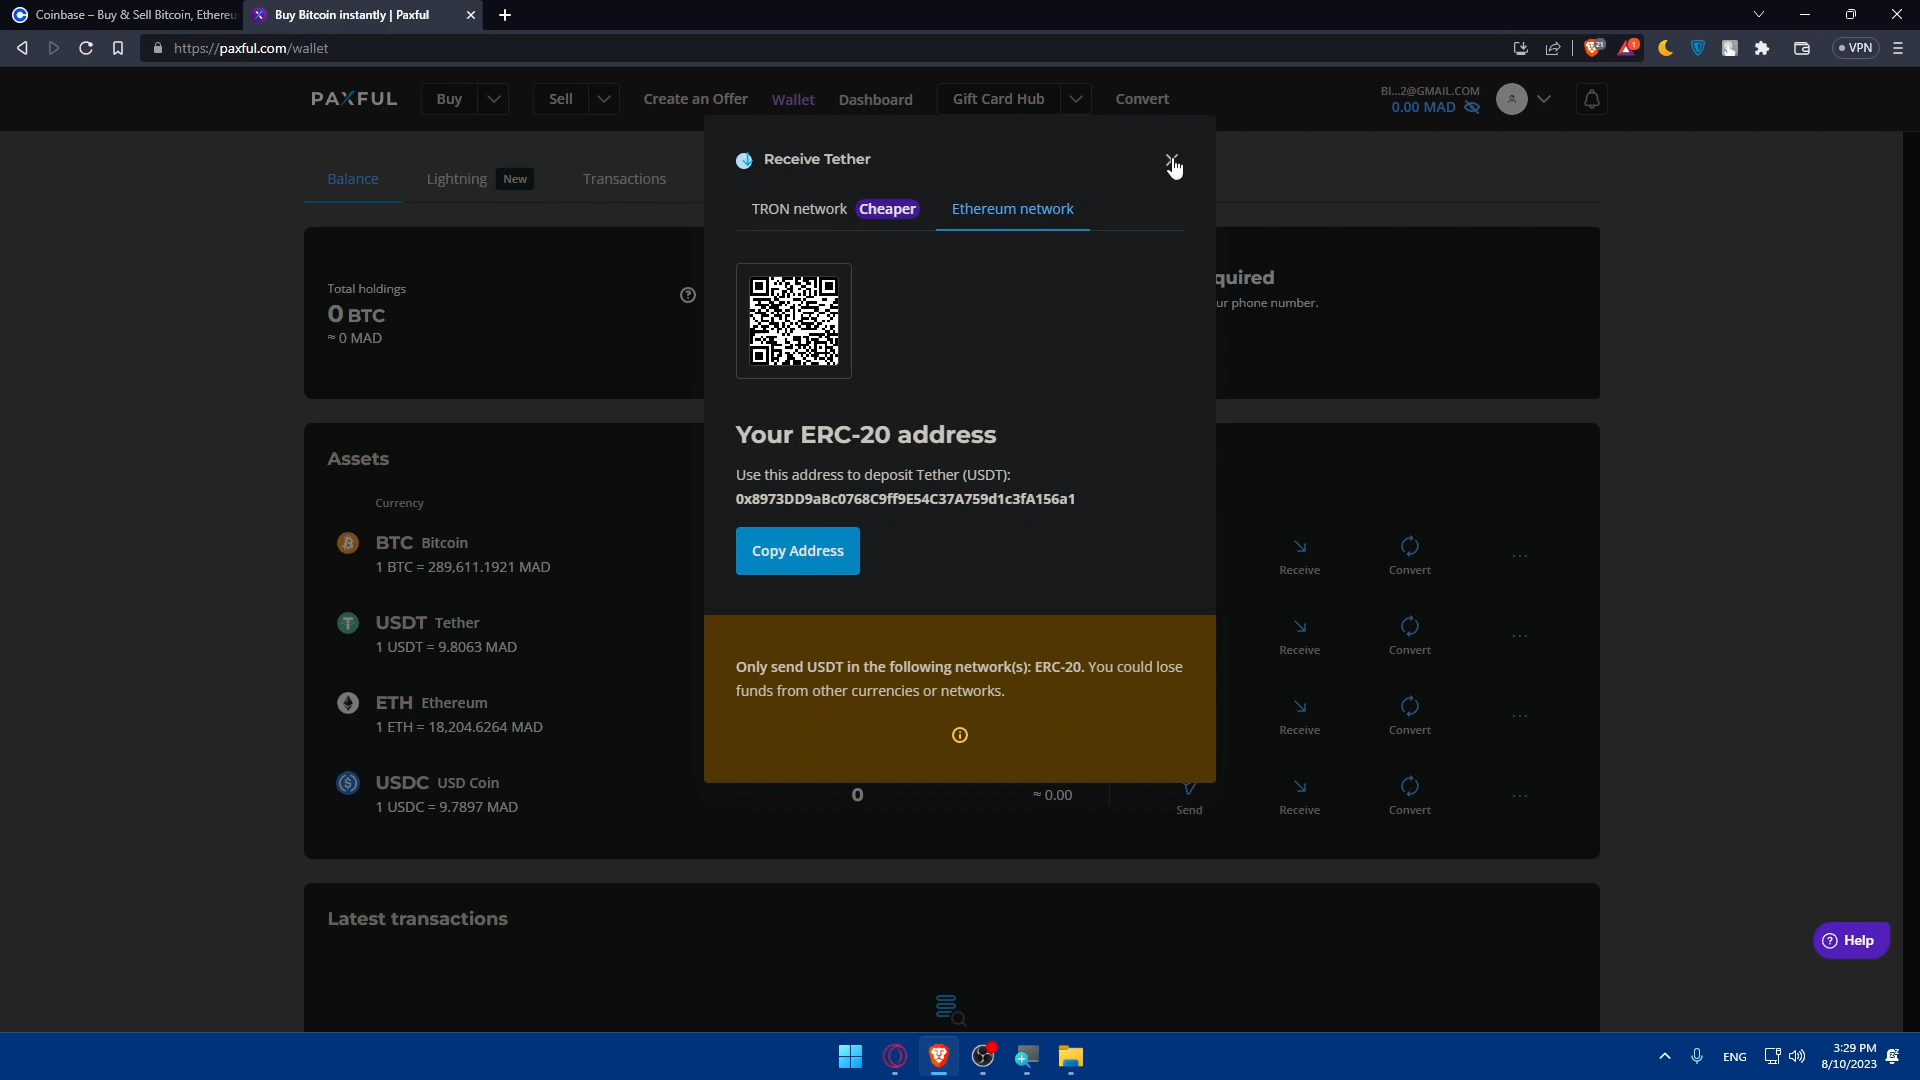 Coinbase – Buy & Sell Bitcoin, Ethereu
Buy Bitcoin instantly | Paxful
https://paxful.com/wallet
21
1
VPN
PAXFUL
Buy
Sell
Create an Offer
Wallet
Dashboard
Gift Card Hub
Convert
BI...2@GMAIL.COM
0.00 MAD
Balance
Lightning New
Transactions
Receive Tether
TRON network Cheaper
Ethereum network
Total holdings
0 BTC
≈ 0 MAD
quired
ur phone number.
Your ERC-20 address
Use this address to deposit Tether (USDT):
0x8973DD9aBc0768C9ff9E54C37A759d1c3fA156a1
Copy Address
Only send USDT in the following network(s): ERC-20. You could lose
funds from other currencies or networks.
Assets
Currency
BTC Bitcoin
1 BTC = 289,611.1921 MAD
Receive
Convert
...
USDT Tether
1 USDT = 9.8063 MAD
Receive
Convert
...
ETH Ethereum
1 ETH = 18,204.6264 MAD
Receive
Convert
...
USDC USD Coin
1 USDC = 9.7897 MAD
0
≈ 0.00
Send
Receive
Convert
...
Latest transactions
Help
ENG
3:29 PM
8/10/2023